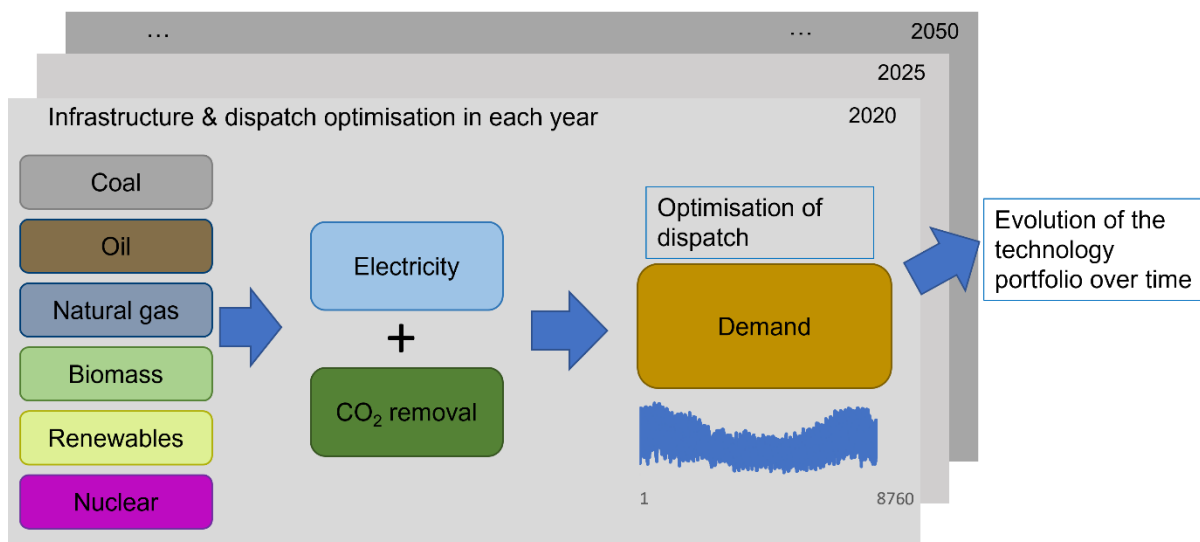 ...
...
2050
2025
Infrastructure & dispatch optimisation in each year
2020
Coal
Oil
Natural gas
Biomass
Renewables
Nuclear
Electricity
+
CO₂ removal
Optimisation of
dispatch
Demand
1
8760
Evolution of the
technology
portfolio over time